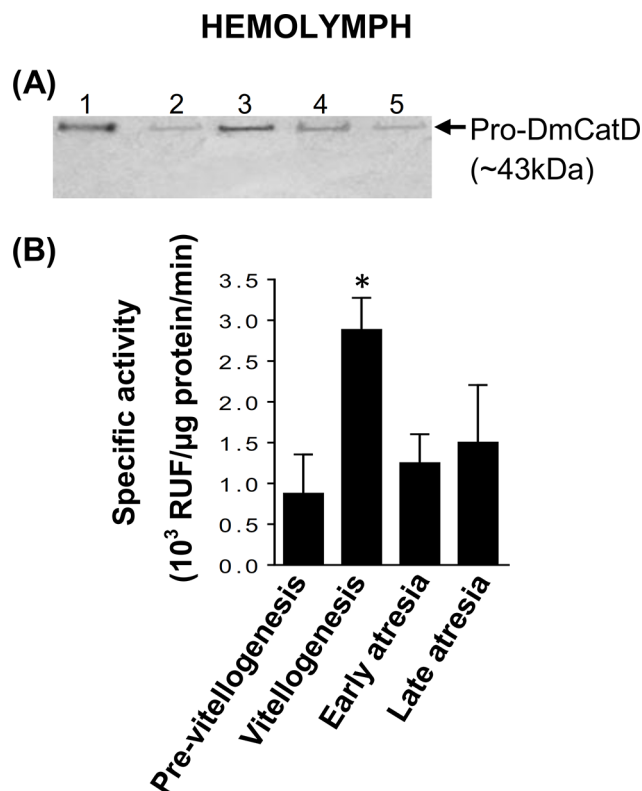 HEMOLYMPH
(A)
1 2 3 4 5
Pro-DmCatD
(~43kDa)
(B)
Specific activity
(10³ RUF/µg protein/min)
3.5
3.0
2.5
2.0
1.5
1.0
0.5
0.0
*
Pre-vitellogenesis
Vitellogenesis
Early atresia
Late atresia